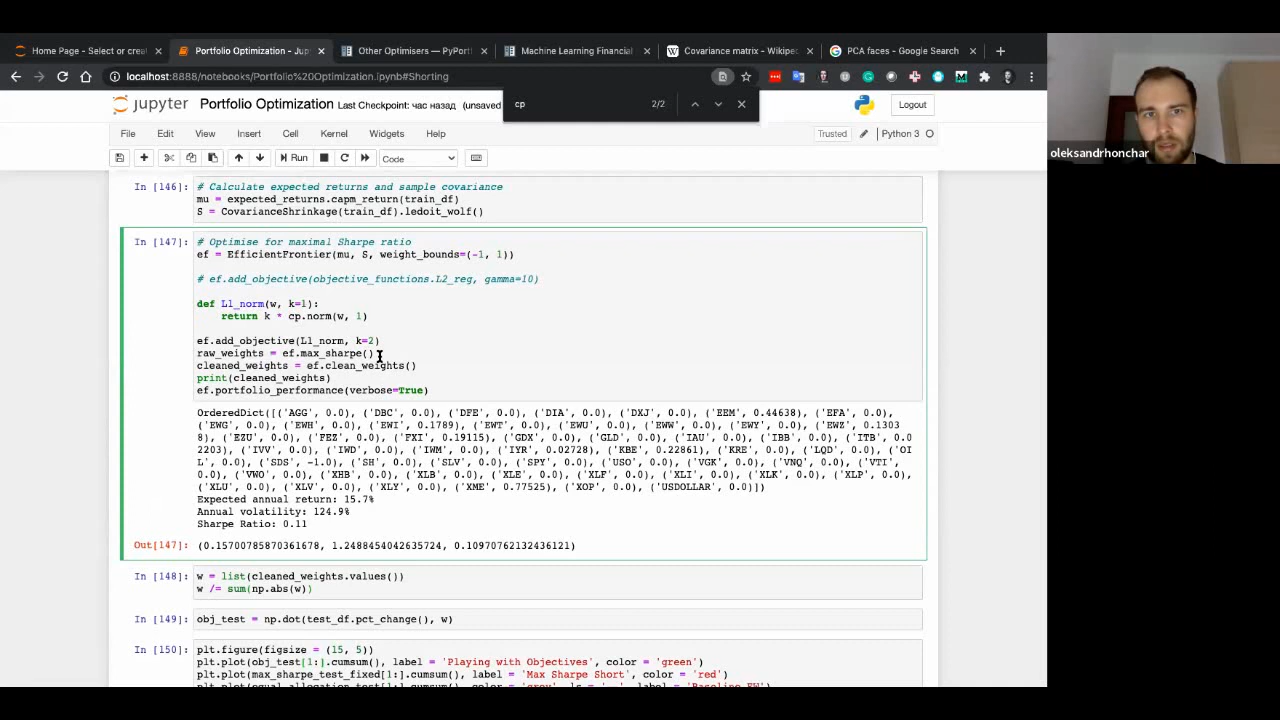 Home Page - Select or crea
Portfolio Optimization - Jup
Other Optimisers — PyPort
Machine Learning Financial
Covariance matrix - Wikiped
PCA faces - Google Search
localhost:8888/notebooks/Portfolio%20Optimization.ipynb#Shorting
cp 2/2
jupyter Portfolio Optimization Last Checkpoint: час назад (unsaved
Logout
File Edit View Insert Cell Kernel Widgets Help
Trusted Python 3
Run Code
oleksandrhonchar
In [146]: # Calculate expected returns and sample covariance
mu = expected_returns.capm_return(train_df)
S = CovarianceShrinkage(train_df).ledoit_wolf()
In [147]: # Optimise for maximal Sharpe ratio
ef = EfficientFrontier(mu, S, weight_bounds=(-1, 1))
# ef.add_objective(objective_functions.L2_reg, gamma=10)
def L1_norm(w, k=1):
return k * cp.norm(w, 1)
ef.add_objective(L1_norm, k=2)
raw_weights = ef.max_sharpe()
cleaned_weights = ef.clean_weights()
print(cleaned_weights)
ef.portfolio_performance(verbose=True)
OrderedDict([('AGG', 0.0), ('DBC', 0.0), ('DFE', 0.0), ('DIA', 0.0), ('DXJ', 0.0), ('EEM', 0.44638), ('EFA', 0.0),
('EWG', 0.0), ('EWH', 0.0), ('EWI', 0.1789), ('EWT', 0.0), ('EWU', 0.0), ('EWW', 0.0), ('EWY', 0.0), ('EWZ', 0.1303
8), ('EZU', 0.0), ('FEZ', 0.0), ('FXI', 0.19115), ('GDX', 0.0), ('GLD', 0.0), ('IAU', 0.0), ('IBB', 0.0), ('ITB', 0.0
2203), ('IVV', 0.0), ('IWD', 0.0), ('IWM', 0.0), ('IYR', 0.02728), ('KBE', 0.22861), ('KRE', 0.0), ('LQD', 0.0), ('OI
L', 0.0), ('SDS', -1.0), ('SH', 0.0), ('SLV', 0.0), ('SPY', 0.0), ('USO', 0.0), ('VGK', 0.0), ('VNQ', 0.0), ('VTI',
0.0), ('VWO', 0.0), ('XHB', 0.0), ('XLB', 0.0), ('XLE', 0.0), ('XLF', 0.0), ('XLI', 0.0), ('XLK', 0.0), ('XLP', 0.0),
('XLU', 0.0), ('XLV', 0.0), ('XLY', 0.0), ('XME', 0.77525), ('XOP', 0.0), ('USDOLLAR', 0.0)])
Expected annual return: 15.7%
Annual volatility: 124.9%
Sharpe Ratio: 0.11
Out[147]: (0.15700785870361678, 1.2488454042635724, 0.10970762132436121)
In [148]: w = list(cleaned_weights.values())
w /= sum(np.abs(w))
In [149]: obj_test = np.dot(test_df.pct_change(), w)
In [150]: plt.figure(figsize = (15, 5))
plt.plot(obj_test[1:].cumsum(), label = 'Playing with Objectives', color = 'green')
plt.plot(max_sharpe_test_fixed[1:].cumsum(), label = 'Max Sharpe Short', color = 'red')